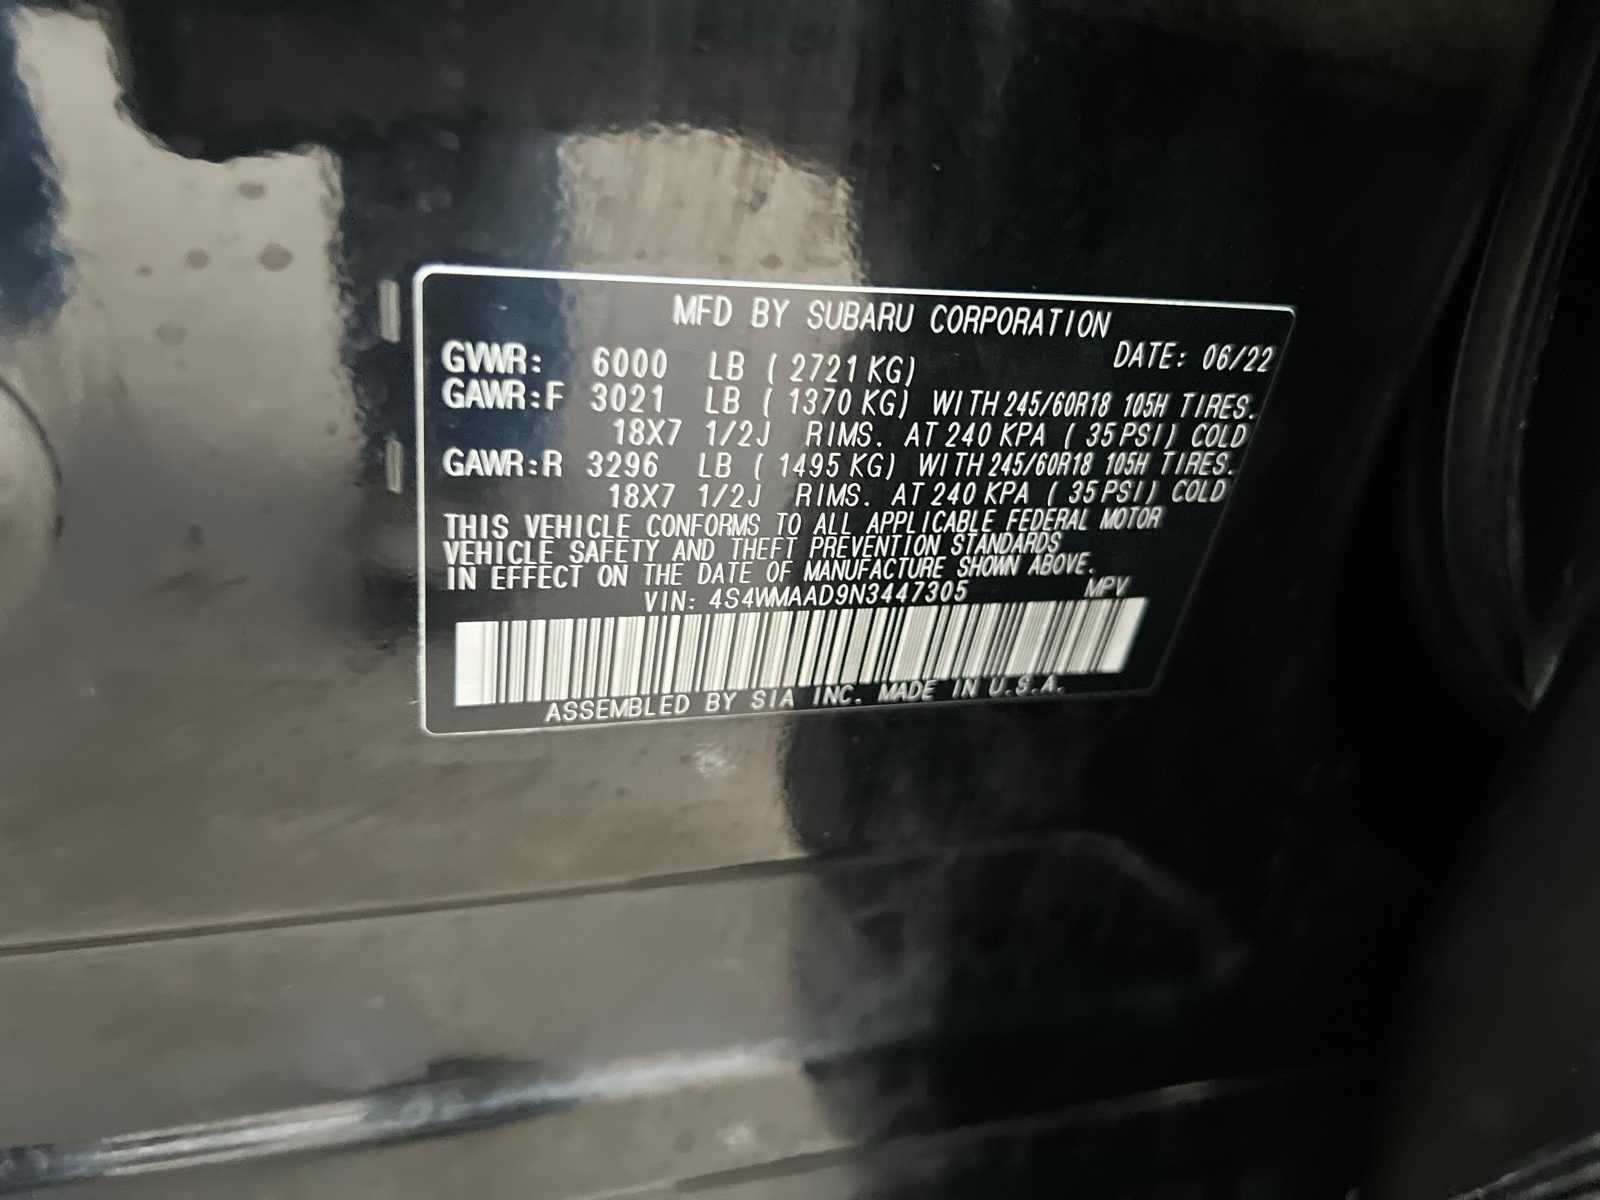 MFD BY SUBARU CORPORATION
GVWR: 6000 LB ( 2721 KG) DATE: 06/22
GAWR:F 3021 LB ( 1370 KG) WITH 245/60R18 105H TIRES.
18X7 1/2J RIMS. AT 240 KPA ( 35 PSI) COLD
GAWR:R 3296 LB ( 1495 KG) WITH 245/60R18 105H TIRES.
18X7 1/2J RIMS. AT 240 KPA ( 35 PSI) COLD
THIS VEHICLE CONFORMS TO ALL APPLICABLE FEDERAL MOTOR
VEHICLE SAFETY AND THEFT PREVENTION STANDARDS
IN EFFECT ON THE DATE OF MANUFACTURE SHOWN ABOVE.
VIN: 4S4WMAAD9N3447305 MPV
ASSEMBLED BY SIA INC. MADE IN U.S.A.